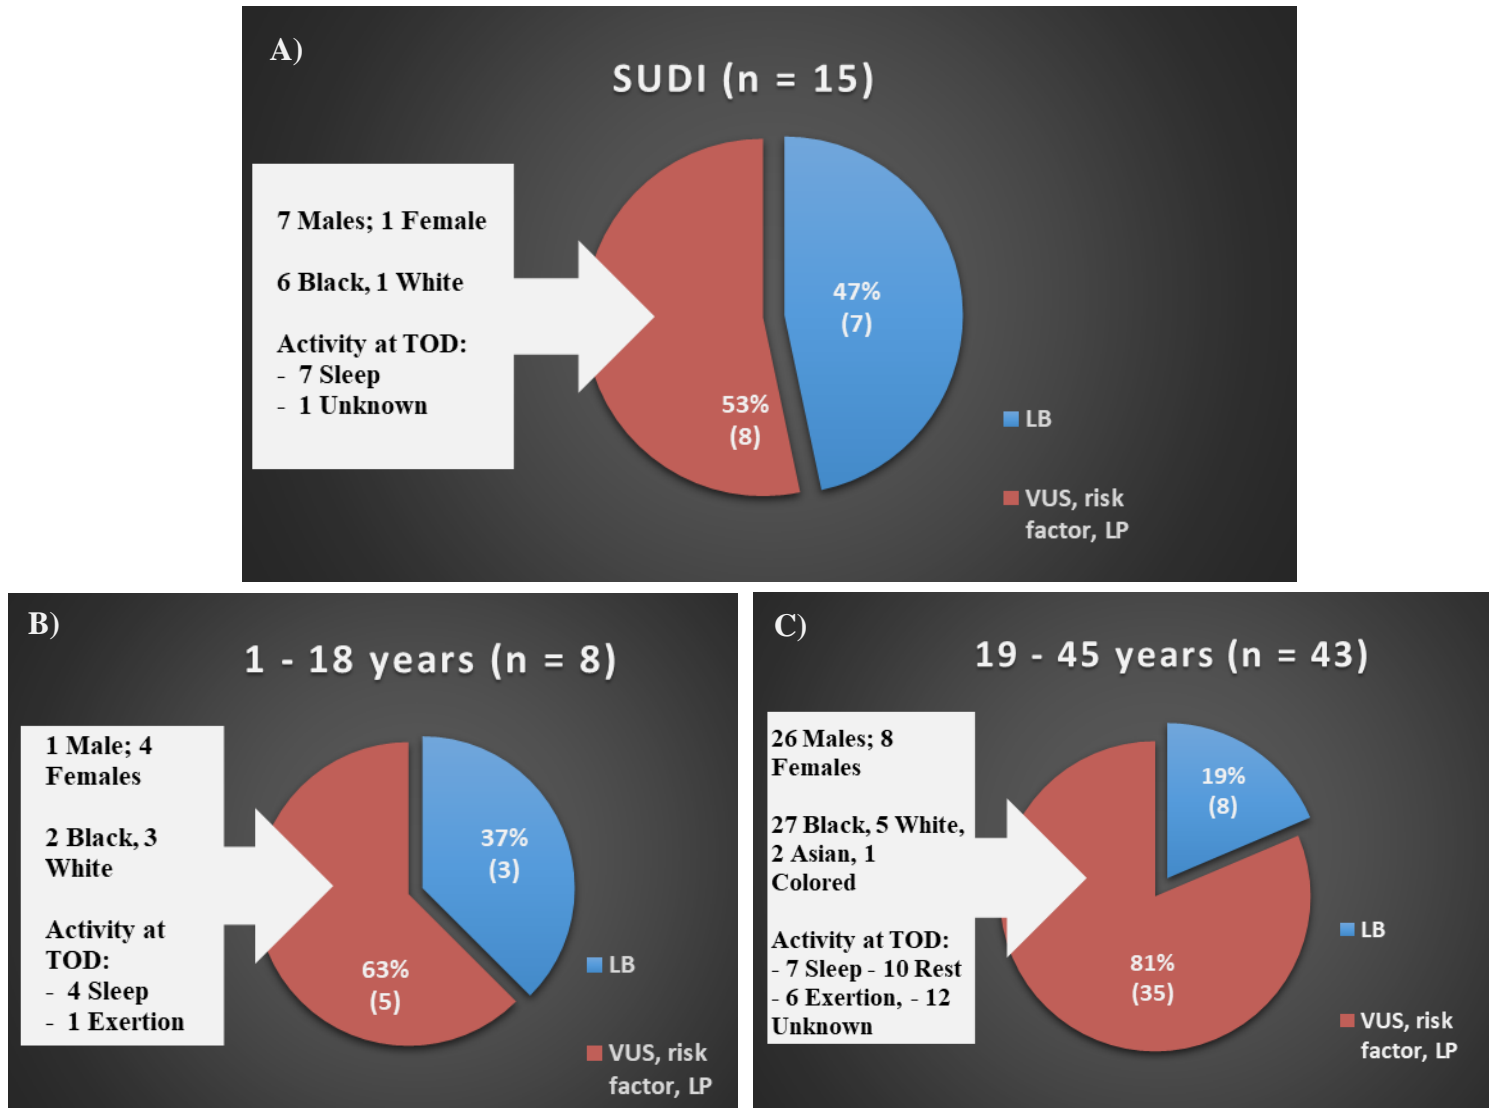 A)
SUDI (n = 15)
7 Males; 1 Female
6 Black, 1 White
Activity at TOD:
- 7 Sleep
- 1 Unknown
47%
(7)
53%
(8)
LB
VUS, risk
factor, LP
B)
1 - 18 years (n = 8)
1 Male; 4
Females
2 Black, 3
White
Activity at
TOD:
- 4 Sleep
- 1 Exertion
37%
(3)
63%
(5)
LB
VUS, risk
factor, LP
C)
19 - 45 years (n = 43)
26 Males; 8
Females
27 Black, 5 White,
2 Asian, 1
Colored
Activity at TOD:
- 7 Sleep - 10 Rest
- 6 Exertion, - 12
Unknown
19%
(8)
81%
(35)
LB
VUS, risk
factor, LP